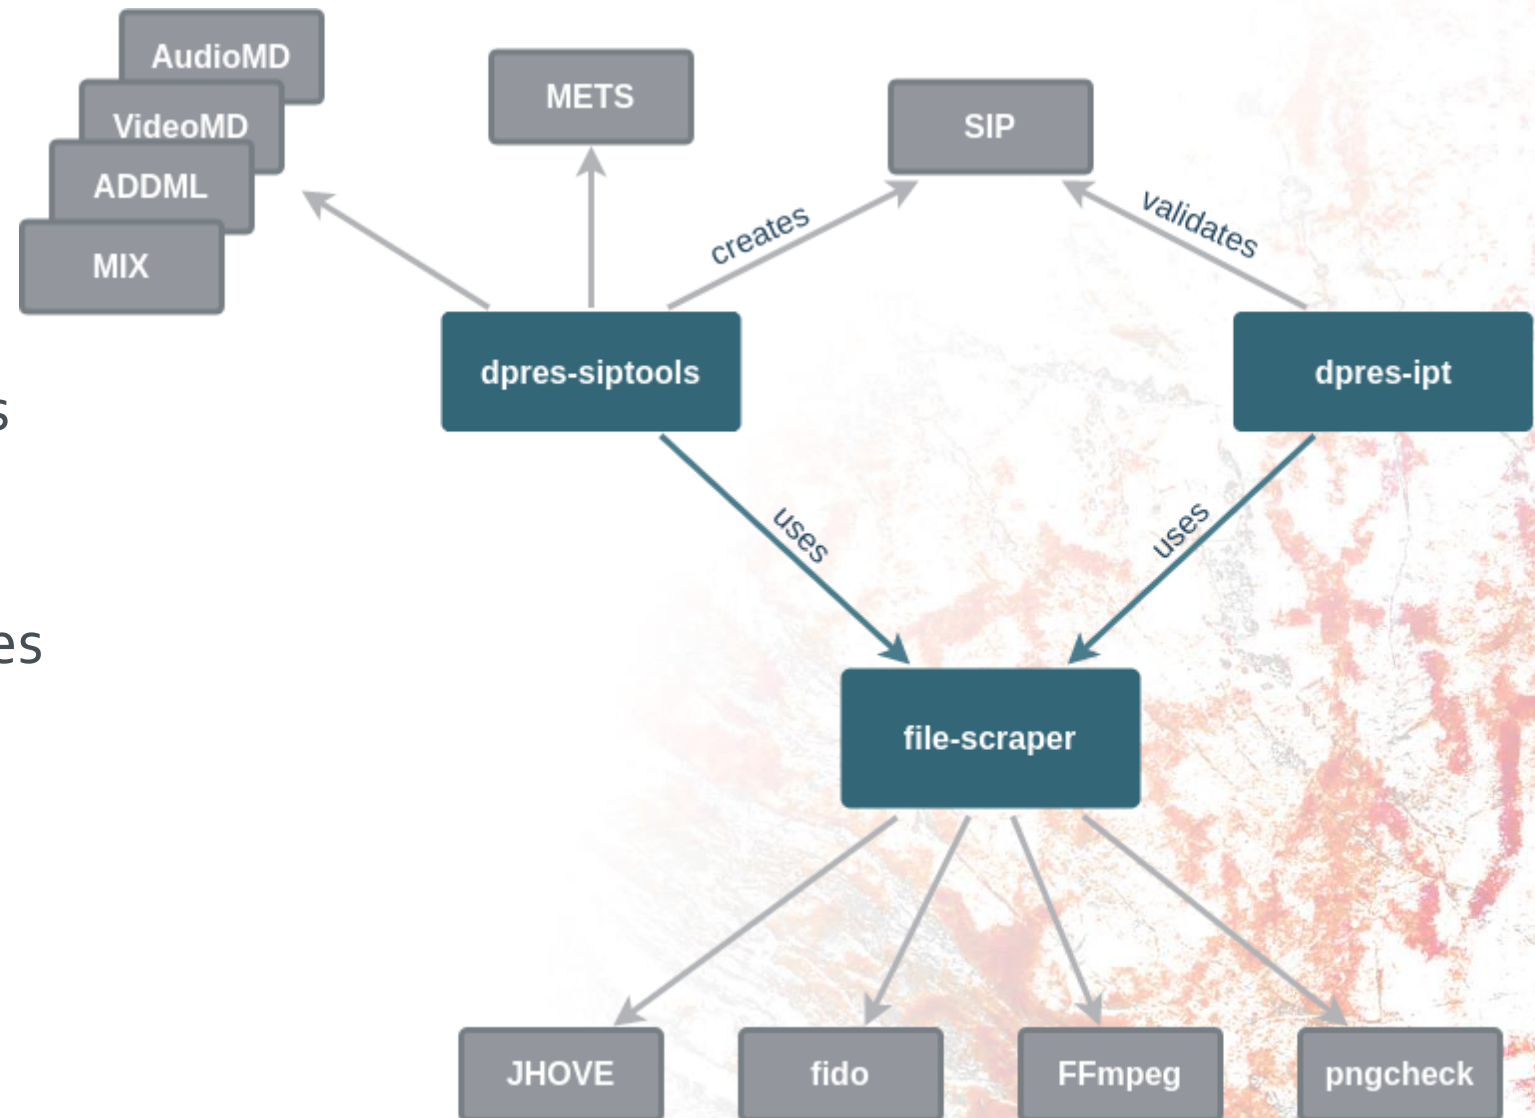 AudioMD
METS
SIP
VideoMD
ADDML
MIX
creates
validates
dpres-siptools
dpres-ipt
s
uses
uses
es
file-scraper
JHOVE
fido
FFmpeg
pngcheck